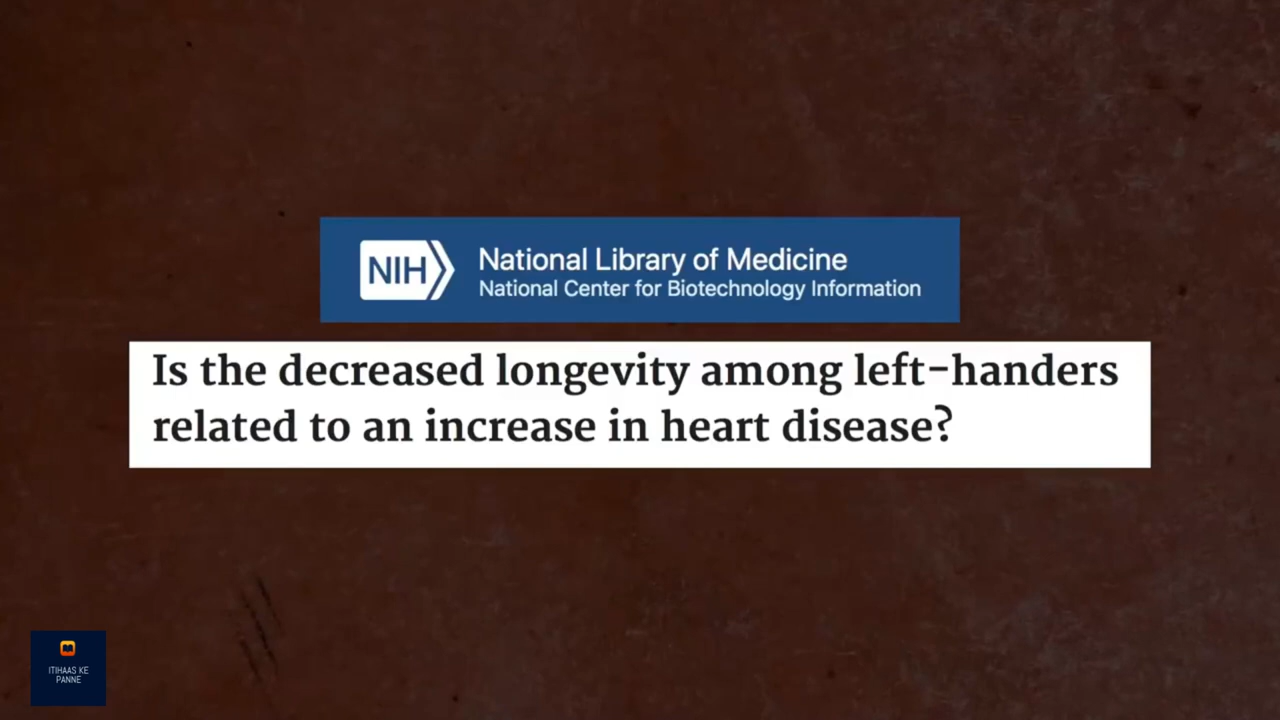 NIH
National Library of Medicine
National Center for Biotechnology Information
Is the decreased longevity among left-handers
related to an increase in heart disease?
ITIHAAS KE
PANNE